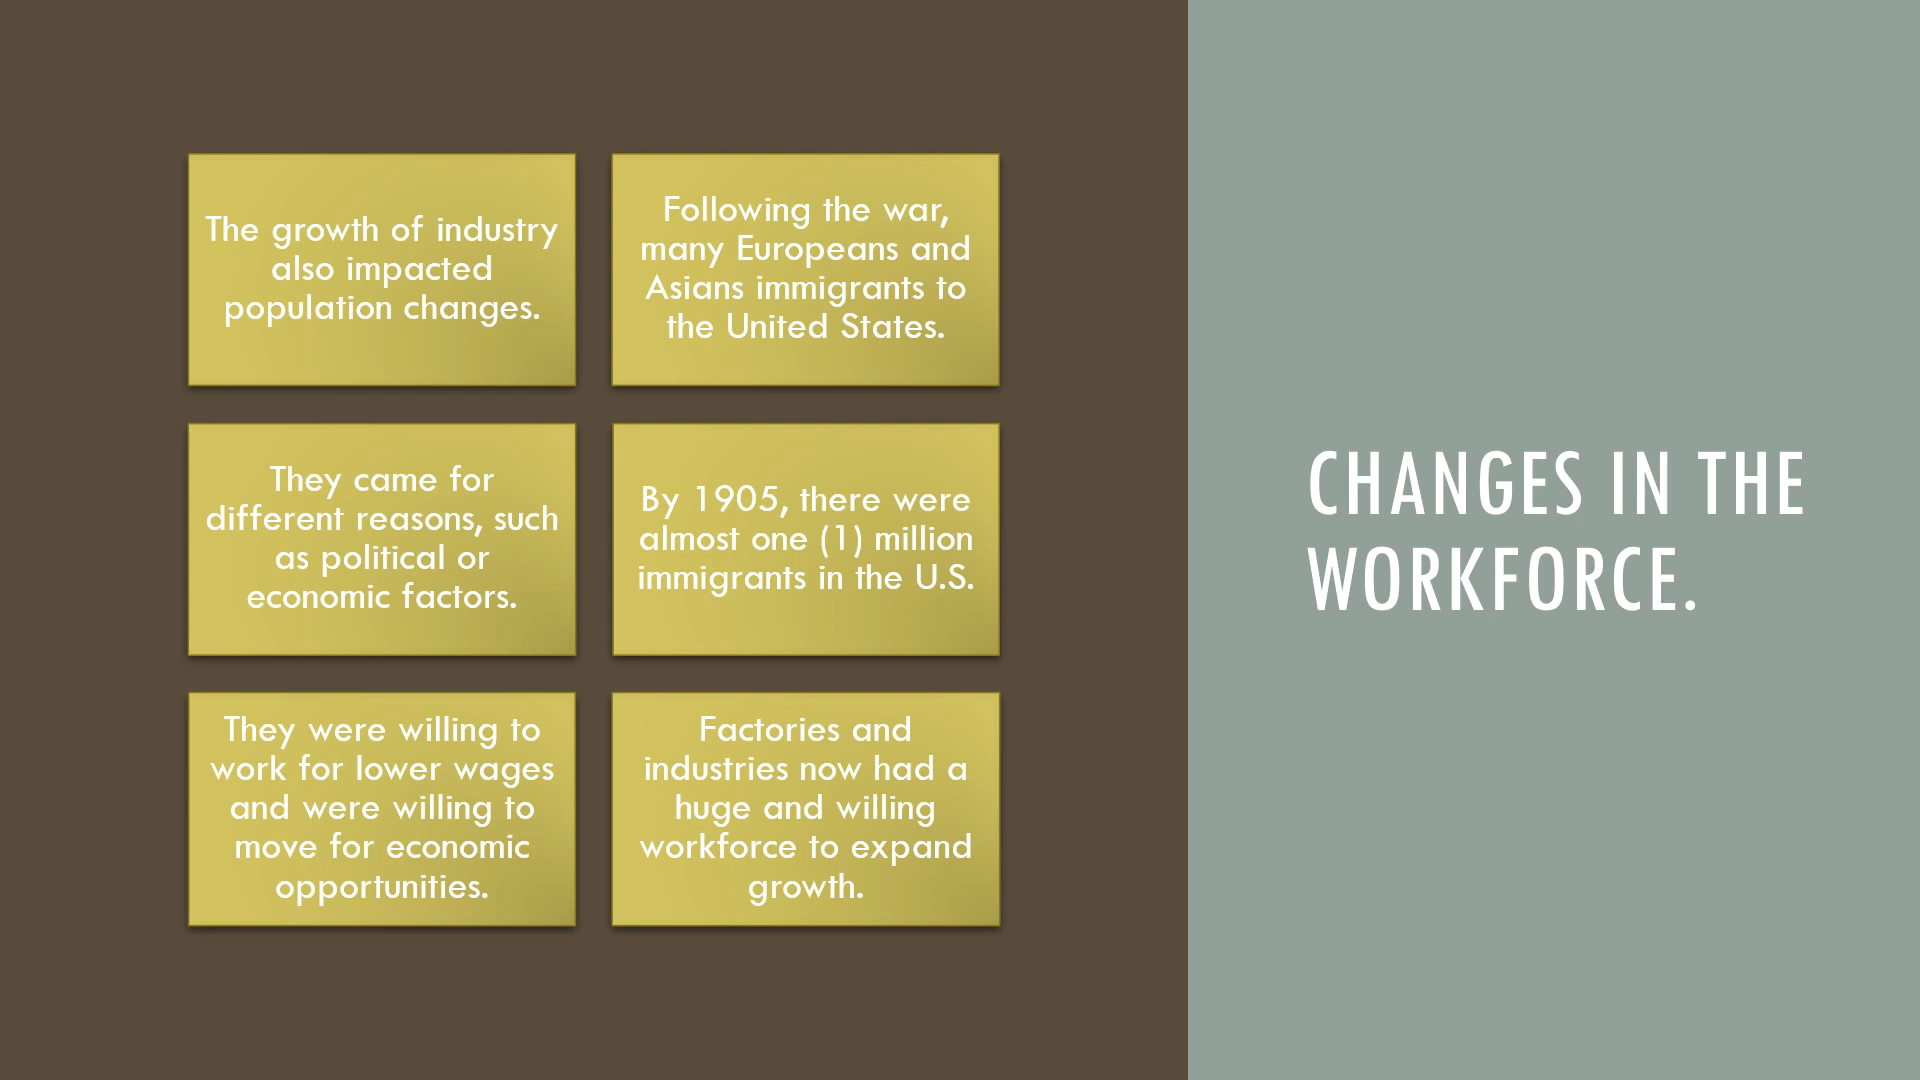 The growth of industry
also impacted
population changes.
Following the war,
many Europeans and
Asians immigrants to
the United States.
They came for
different reasons, such
as political or
economic factors.
By 1905, there were
almost one (1) million
immigrants in the U.S.
They were willing to
work for lower wages
and were willing to
move for economic
opportunities.
Factories and
industries now had a
huge and willing
workforce to expand
growth.
CHANGES IN THE
WORKFORCE.